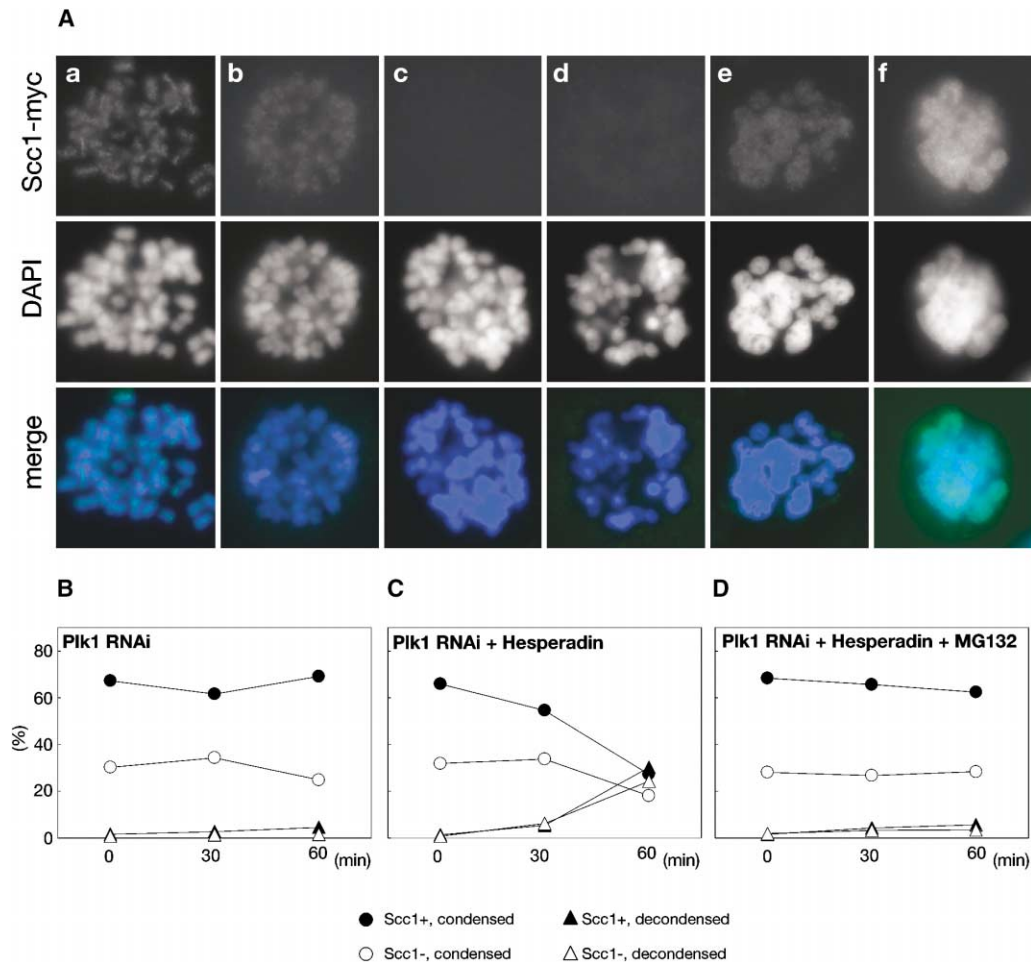 A
a b c d e f
Scc1-myc
DAPI
merge
B C D
Plk1 RNAi
Plk1 RNAi + Hesperadin
Plk1 RNAi + Hesperadin + MG132
80
60
40
20
0
(%)
0 30 60 (min)
0 30 60 (min)
0 30 60 (min)
Scc1+, condensed
Scc1+, decondensed
Scc1-, condensed
Scc1-, decondensed